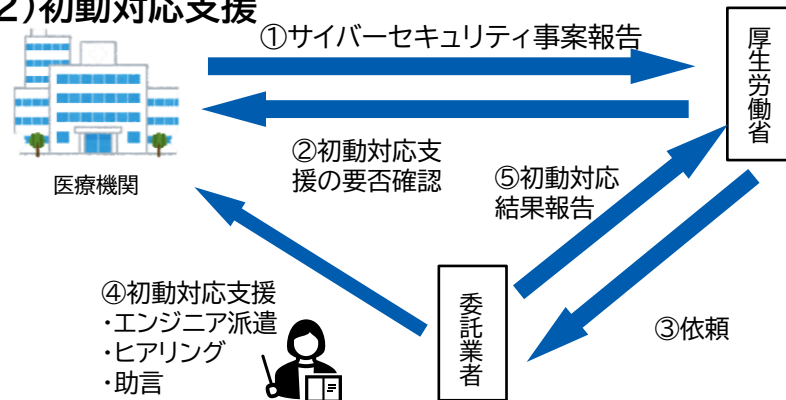 2)初動対応支援
①サイバーセキュリティ事案報告
厚生労働省
②初動対応支
援の要否確認
医療機関
⑤初動対応
結果報告
④初動対応支援
・エンジニア派遣
・ヒアリング
・助言
委託業者
③依頼